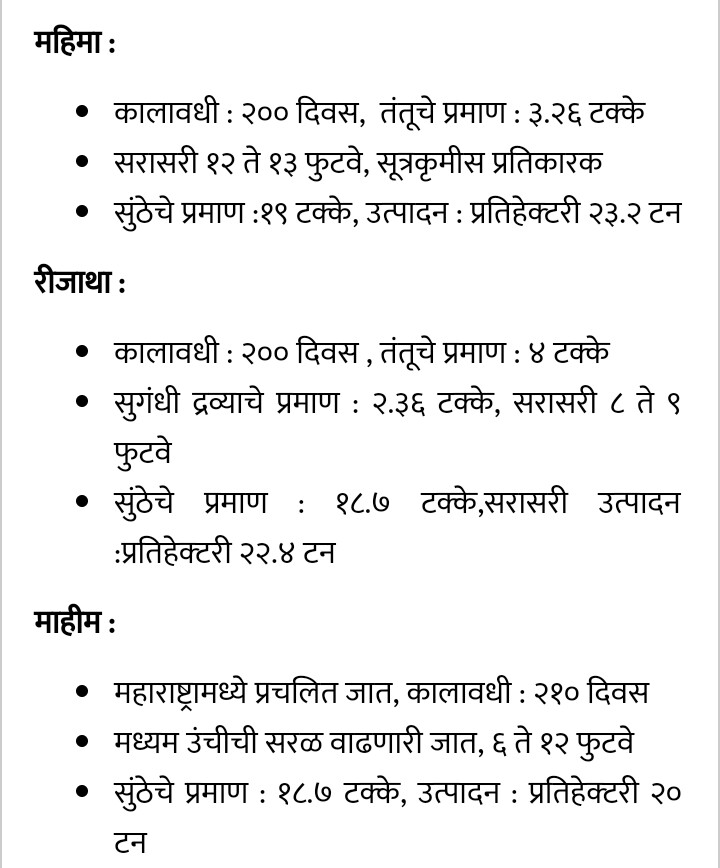 महिमा :
कालावधी : २०० दिवस, तंतूचे प्रमाण : ३.२६ टक्के
सरासरी १२ ते १३ फुटवे, सूत्रकृमीस प्रतिकारक
सुंठेचे प्रमाण :१९ टक्के, उत्पादन : प्रतिहेक्टरी २३.२ टन
रीजाथा :
कालावधी : २०० दिवस , तंतूचे प्रमाण : ४ टक्के
सुगंधी द्रव्याचे प्रमाण : २.३६ टक्के, सरासरी ८ ते ९
फुटवे
सुंठेचे प्रमाण : १८.७ टक्के,सरासरी उत्पादन
:प्रतिहेक्टरी २२.४ टन
माहीम :
महाराष्ट्रामध्ये प्रचलित जात, कालावधी : २१० दिवस
मध्यम उंचीची सरळ वाढणारी जात, ६ ते १२ फुटवे
सुंठेचे प्रमाण : १८.७ टक्के, उत्पादन : प्रतिहेक्टरी २०
टन